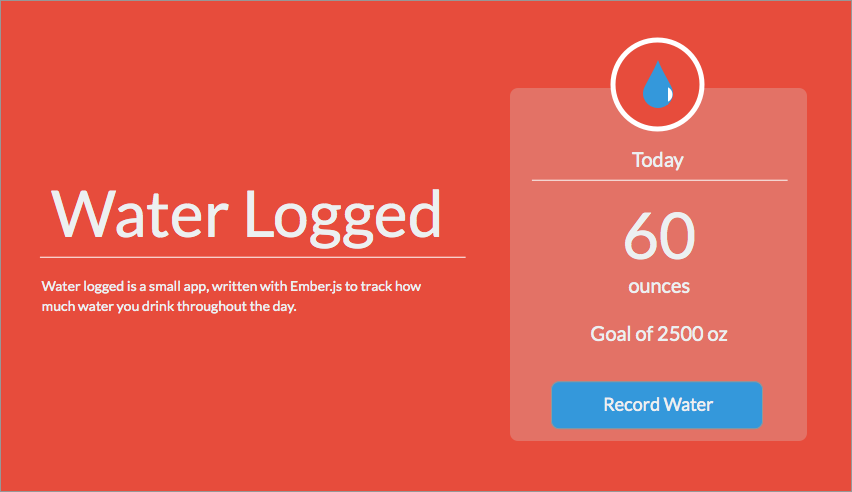 Water Logged
Water logged is a small app, written with Ember.js to track how
much water you drink throughout the day.
Today
60
ounces
Goal of 2500 oz
Record Water